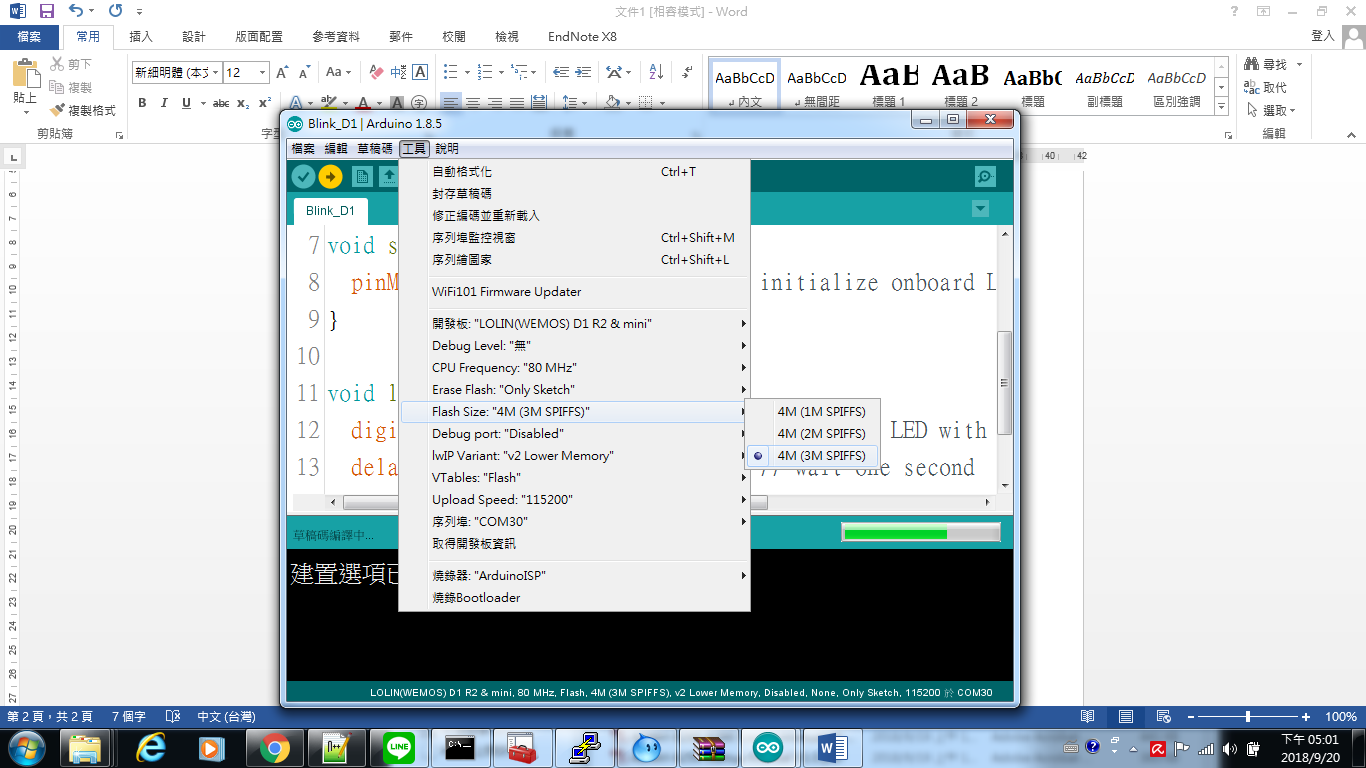 文件1 [相容模式] - Word
檔案 常用 插入 設計 版面配置 參考資料 郵件 校閱 檢視 EndNote X8 登入
剪下
複製
貼上 複製格式
剪貼簿
新細明體 (本文 12
AaBbCcD AaBbCcD AaBb AaBb AaBbC AaBbCcD AaBbCcD
內文 無間距 標題 1 標題 2 標題 副標題 區別強調
尋找
取代
選取
編輯
Blink_D1 | Arduino 1.8.5
檔案 編輯 草稿碼 工具 說明
Blink_D1
自動格式化 Ctrl+T
封存草稿碼
修正編碼並重新載入
序列埠監控視窗 Ctrl+Shift+M
序列繪圖家 Ctrl+Shift+L
WiFi101 Firmware Updater
開發板: "LOLIN(WEMOS) D1 R2 & mini"
Debug Level: "無"
CPU Frequency: "80 MHz"
Erase Flash: "Only Sketch"
Flash Size: "4M (3M SPIFFS)"
Debug port: "Disabled"
lwIP Variant: "v2 Lower Memory"
VTables: "Flash"
Upload Speed: "115200"
序列埠: "COM30"
取得開發板資訊
燒錄器: "ArduinoISP"
燒錄Bootloader
4M (1M SPIFFS)
4M (2M SPIFFS)
4M (3M SPIFFS)
7 void s
8 pinM initialize onboard L
9 }
10
11 void l
12 digi LED with
13 dela // wait one second
草稿碼編譯中...
建置選項已
LOLIN(WEMOS) D1 R2 & mini, 80 MHz, Flash, 4M (3M SPIFFS), v2 Lower Memory, Disabled, None, Only Sketch, 115200 於 COM30
第 2 頁，共 2 頁 7 個字 中文 (台灣) 100%
下午 05:01
2018/9/20